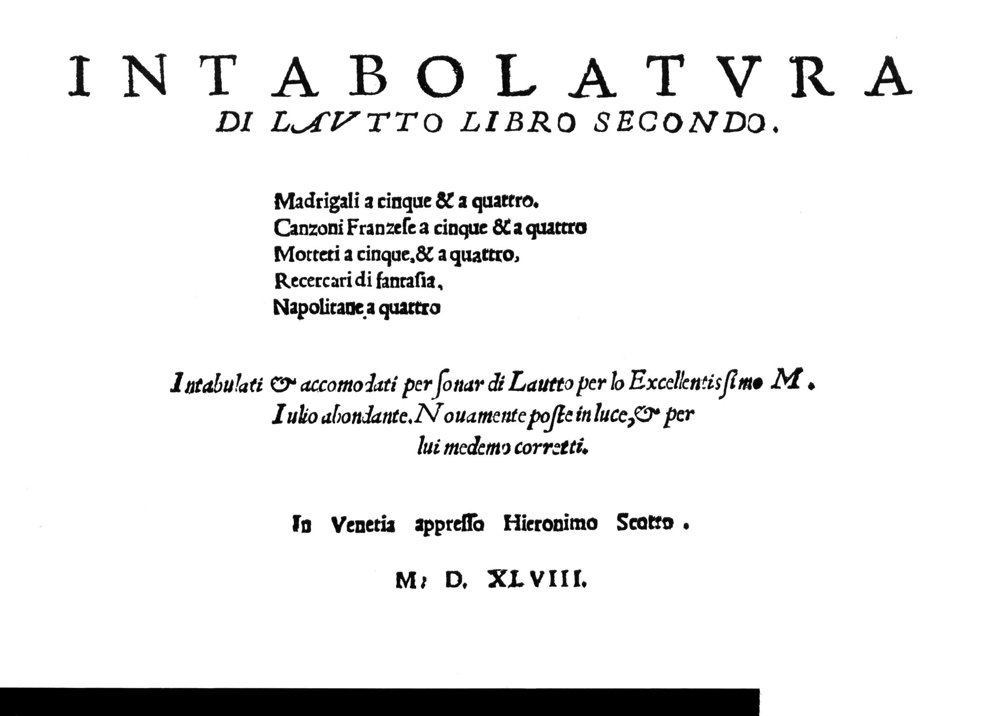 INTABOLATVRA
DI LAVTTO LIBRO SECONDO.
Madrigali a cinque & a quattro.
Canzoni Franzeſe a cinque & a quattro
Motteti a cinque, & a quattro,
Recercari di fantaſia,
Napolitane a quattro
Intabulati & accomodati per ſonar di Lautto per lo Excellentisſimo M.
Iulio abondante. Nouamente poſte in luce, & per
lui medemo corretti.
In Venetia appreſſo Hieronimo Scotto.
M. D. XLVIII.